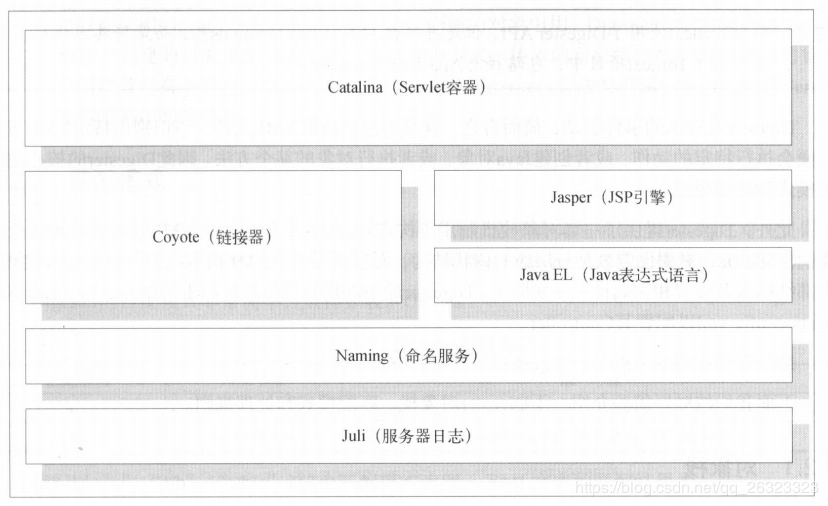 Catalina（Servlet容器）
Coyote（链接器）
Jasper（JSP引擎）
Java EL（Java表达式语言）
Naming（命名服务）
Juli（服务器日志）
https://blog.csdn.net/qq_26323323